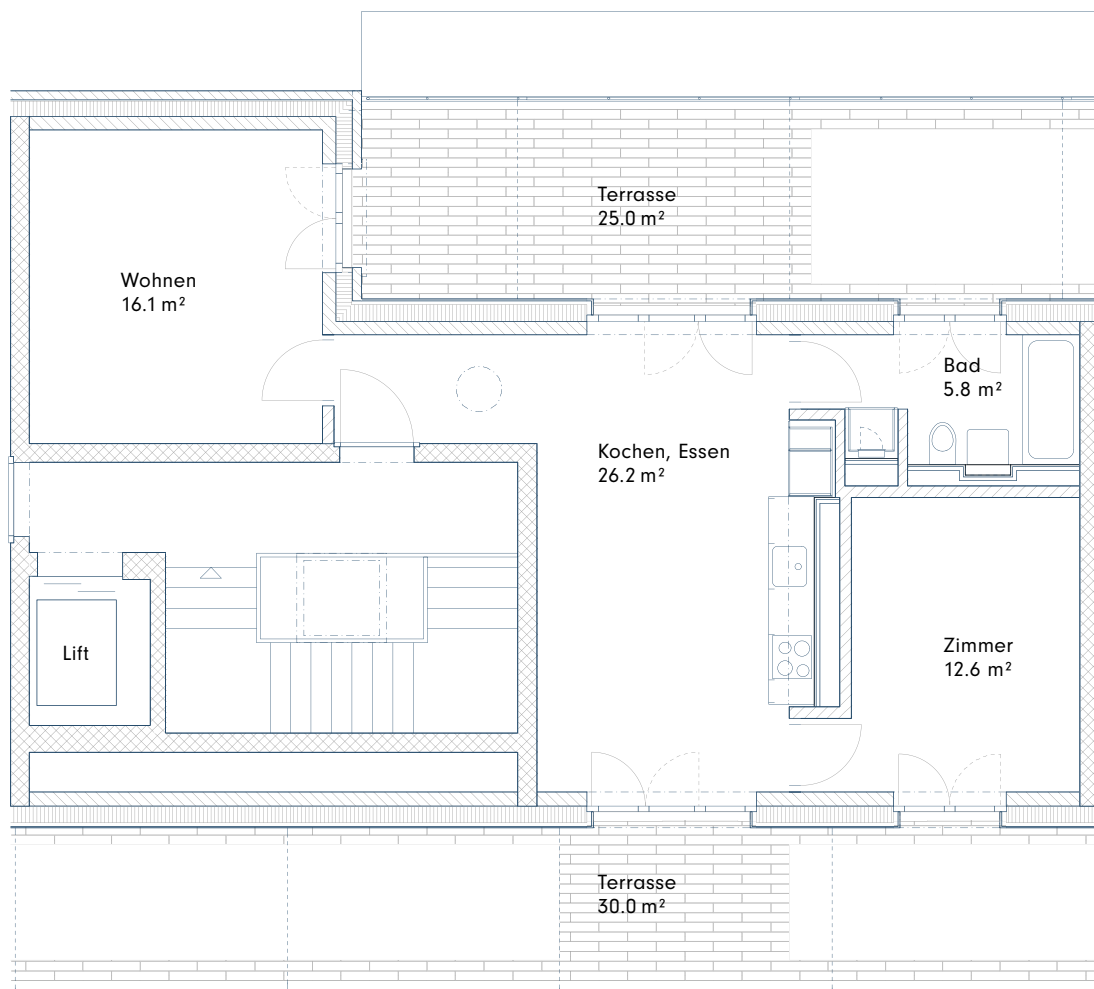 Terrasse
25.0 m²
Wohnen
16.1 m²
Bad
5.8 m²
Kochen, Essen
26.2 m²
Lift
Zimmer
12.6 m²
Terrasse
30.0 m²